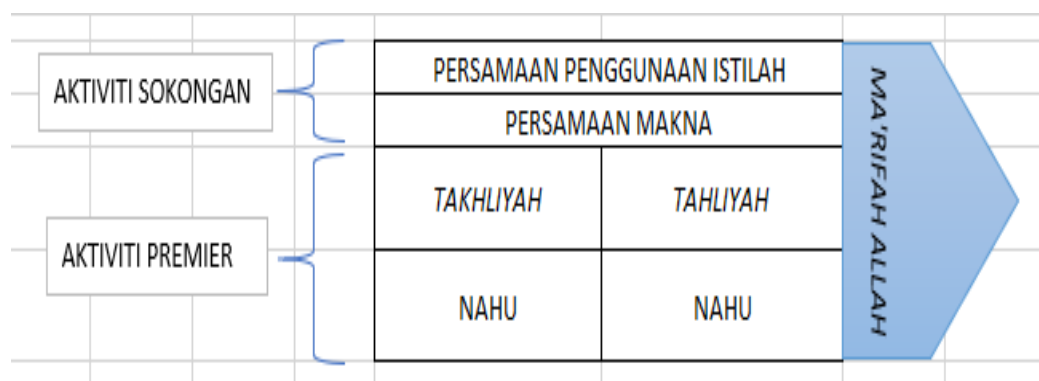 AKTIVITI SOKONGAN
PERSAMAAN PENGGUNAAN ISTILAH
PERSAMAAN MAKNA
AKTIVITI PREMIER
TAKHLIYAH
TAHLIYAH
NAHU
NAHU
MA'RIFAH ALLAH